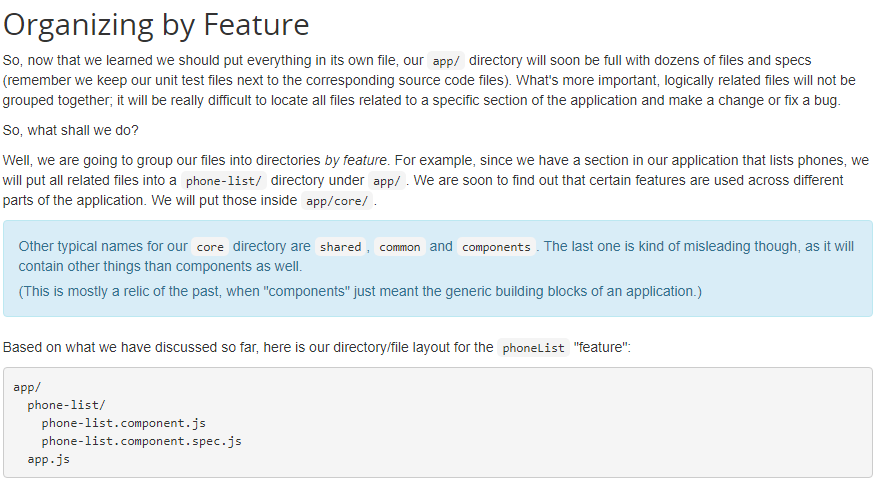 Organizing by Feature
So, now that we learned we should put everything in its own file, our app/ directory will soon be full with dozens of files and specs
(remember we keep our unit test files next to the corresponding source code files). What's more important, logically related files will not be
grouped together; it will be really difficult to locate all files related to a specific section of the application and make a change or fix a bug.
So, what shall we do?
Well, we are going to group our files into directories by feature. For example, since we have a section in our application that lists phones, we
will put all related files into a phone-list/ directory under app/ . We are soon to find out that certain features are used across different
parts of the application. We will put those inside app/core/ .
Other typical names for our core directory are shared , common and components . The last one is kind of misleading though, as it will
contain other things than components as well.
(This is mostly a relic of the past, when "components" just meant the generic building blocks of an application.)
Based on what we have discussed so far, here is our directory/file layout for the phoneList "feature":
app/
  phone-list/
    phone-list.component.js
    phone-list.component.spec.js
  app.js